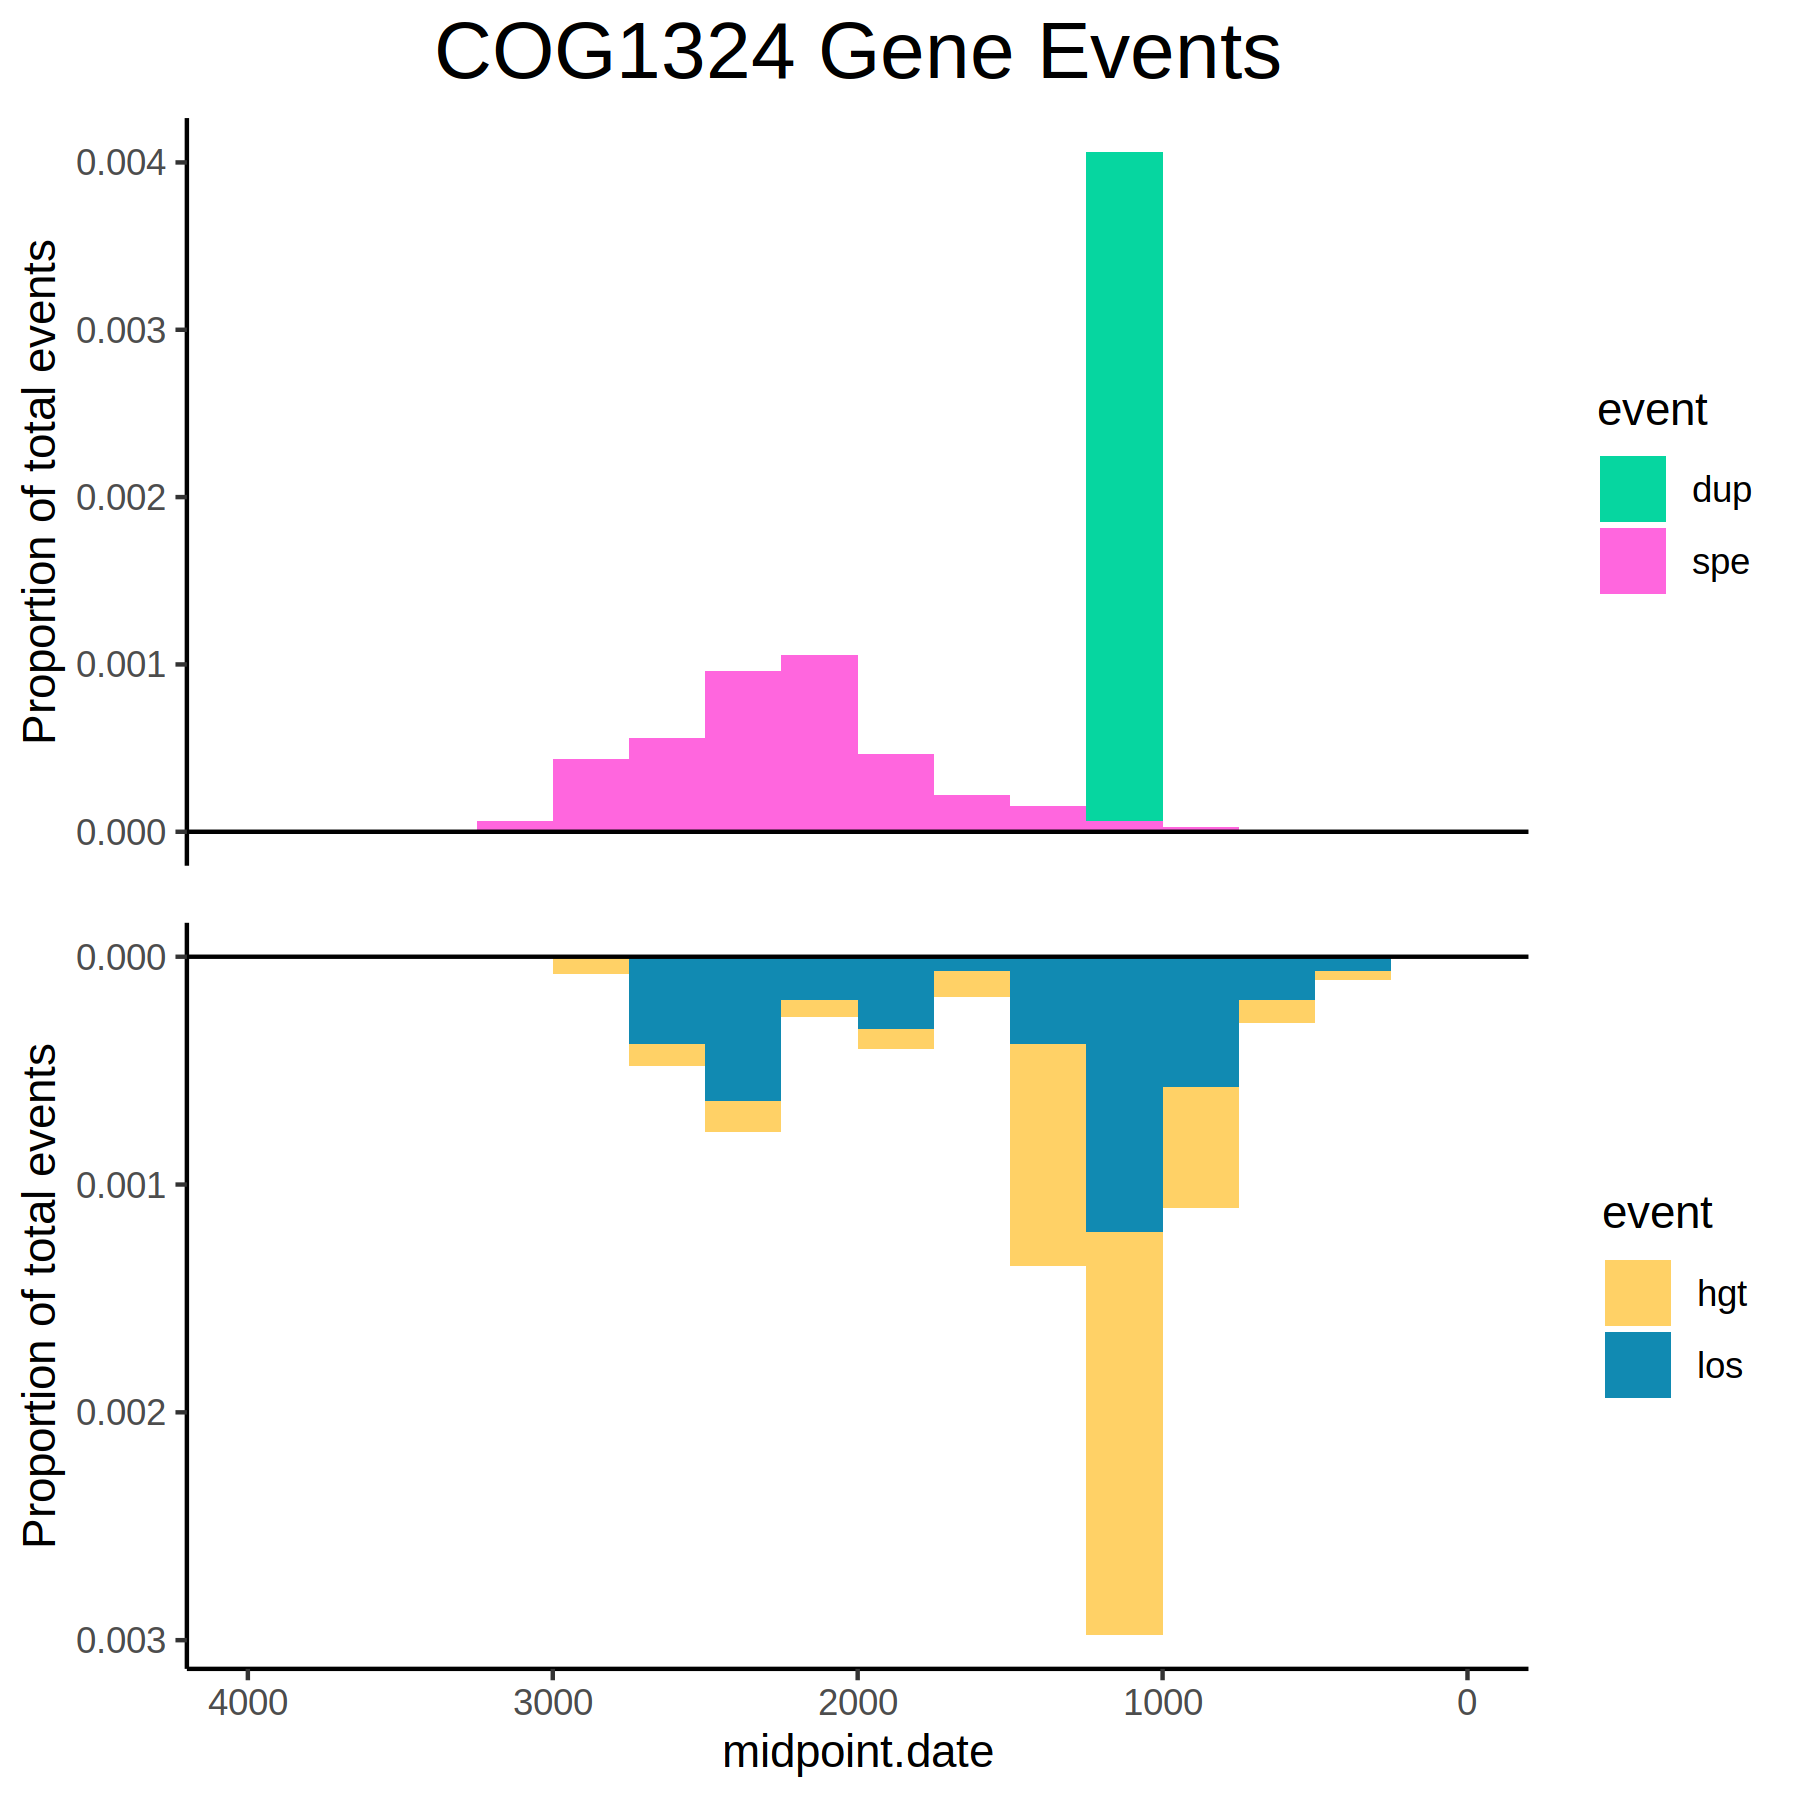 COG1324 Gene Events
Proportion of total events
0.004
0.003
0.002
0.001
0.000
event
dup
spe
Proportion of total events
0.000
0.001
0.002
0.003
event
hgt
los
4000 3000 2000 1000 0
midpoint.date